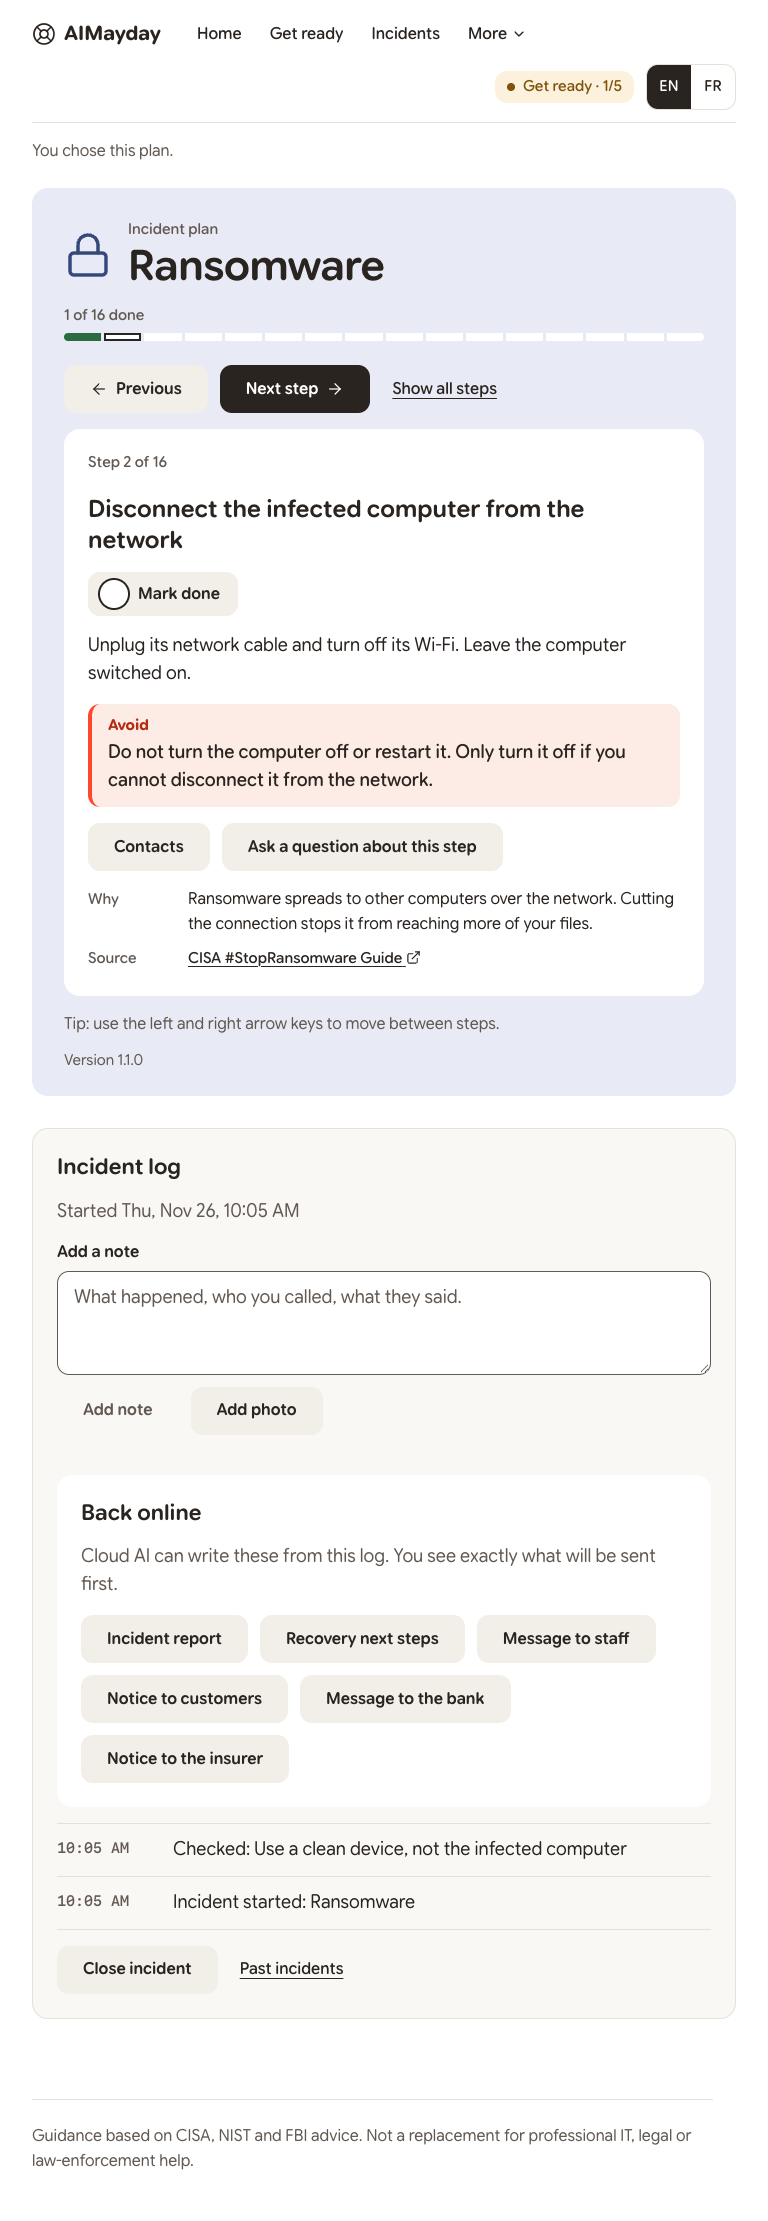 AIMayday
Home
Get ready
Incidents
More
Get ready · 1/5
EN
FR
You chose this plan.
Incident plan
Ransomware
1 of 16 done
Previous
Next step
Show all steps
Step 2 of 16
Disconnect the infected computer from the
network
Mark done
Unplug its network cable and turn off its Wi-Fi. Leave the computer
switched on.
Avoid
Do not turn the computer off or restart it. Only turn it off if you
cannot disconnect it from the network.
Contacts
Ask a question about this step
Why
Ransomware spreads to other computers over the network. Cutting
the connection stops it from reaching more of your files.
Source
CISA #StopRansomware Guide
Tip: use the left and right arrow keys to move between steps.
Version 1.1.0
Incident log
Started Thu, Nov 26, 10:05 AM
Add a note
What happened, who you called, what they said.
Add note
Add photo
Back online
Cloud AI can write these from this log. You see exactly what will be sent
first.
Incident report
Recovery next steps
Message to staff
Notice to customers
Message to the bank
Notice to the insurer
10:05 AM
Checked: Use a clean device, not the infected computer
10:05 AM
Incident started: Ransomware
Close incident
Past incidents
Guidance based on CISA, NIST and FBI advice. Not a replacement for professional IT, legal or
law-enforcement help.